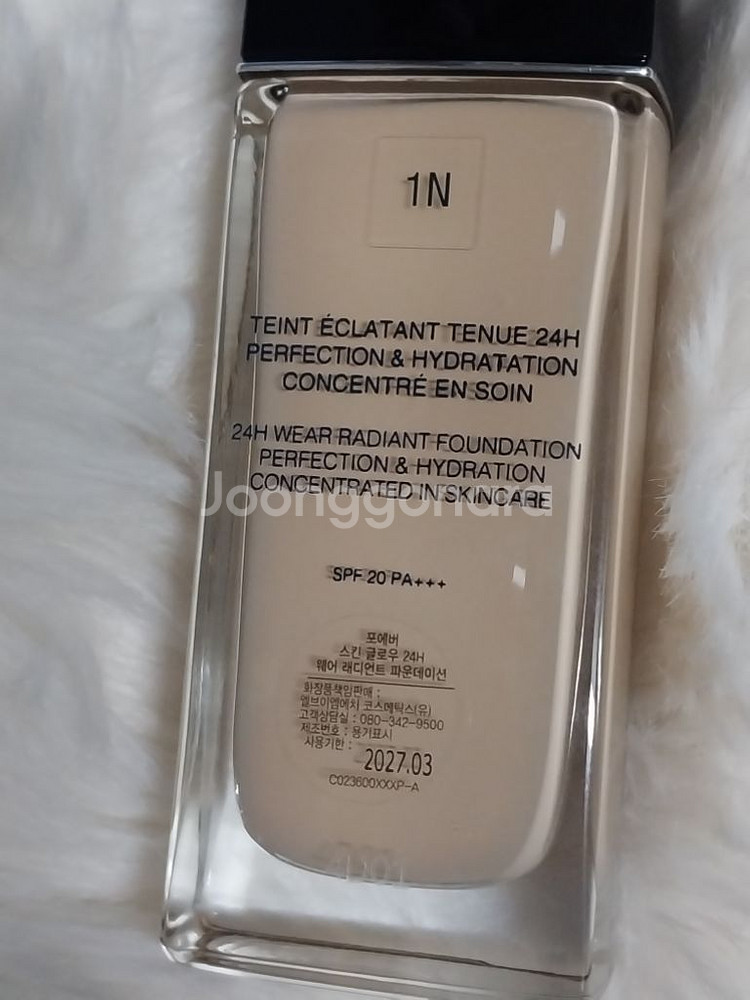 1N
TEINT ÉCLATANT TENUE 24H
PERFECTION & HYDRATATION
CONCENTRÉ EN SOIN
24H WEAR RADIANT FOUNDATION
PERFECTION & HYDRATION
CONCENTRATED IN SKINCARE
Joonggonara
SPF 20 PA+++
포에버
스킨 글로우 24H
웨어 래디언트 파운데이션
화장품책임판매 :
엘브이엠에치 코스메틱스(유)
고객상담실 : 080-342-9500
제조번호 : 용기표시
사용기한 :
2027.03
C023600XXXP-A